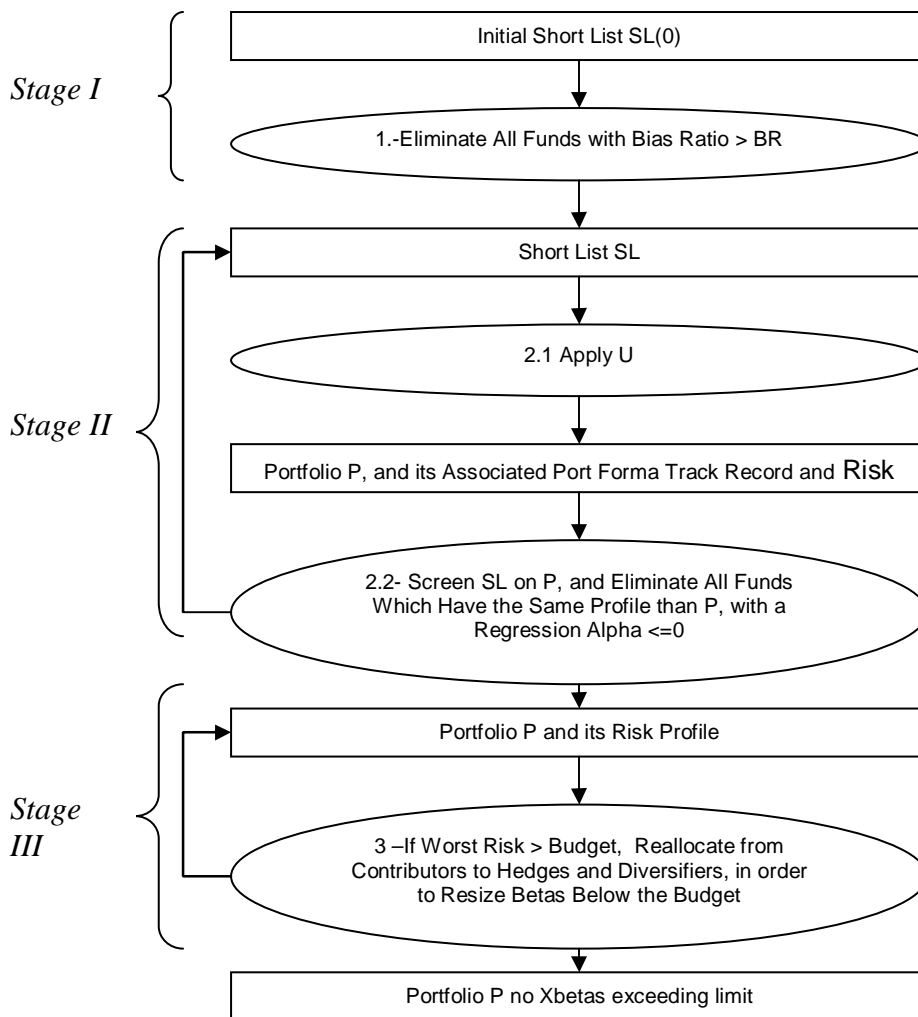 Initial Short List SL(0)
Stage I
1.-Eliminate All Funds with Bias Ratio > BR
Short List SL
2.1 Apply U
Stage II
Portfolio P, and its Associated Port Forma Track Record and Risk
2.2- Screen SL on P, and Eliminate All Funds
Which Have the Same Profile than P, with a
Regression Alpha <=0
Portfolio P and its Risk Profile
Stage
III
3 –If Worst Risk > Budget, Reallocate from
Contributors to Hedges and Diversifiers, in order
to Resize Betas Below the Budget
Portfolio P no Xbetas exceeding limit